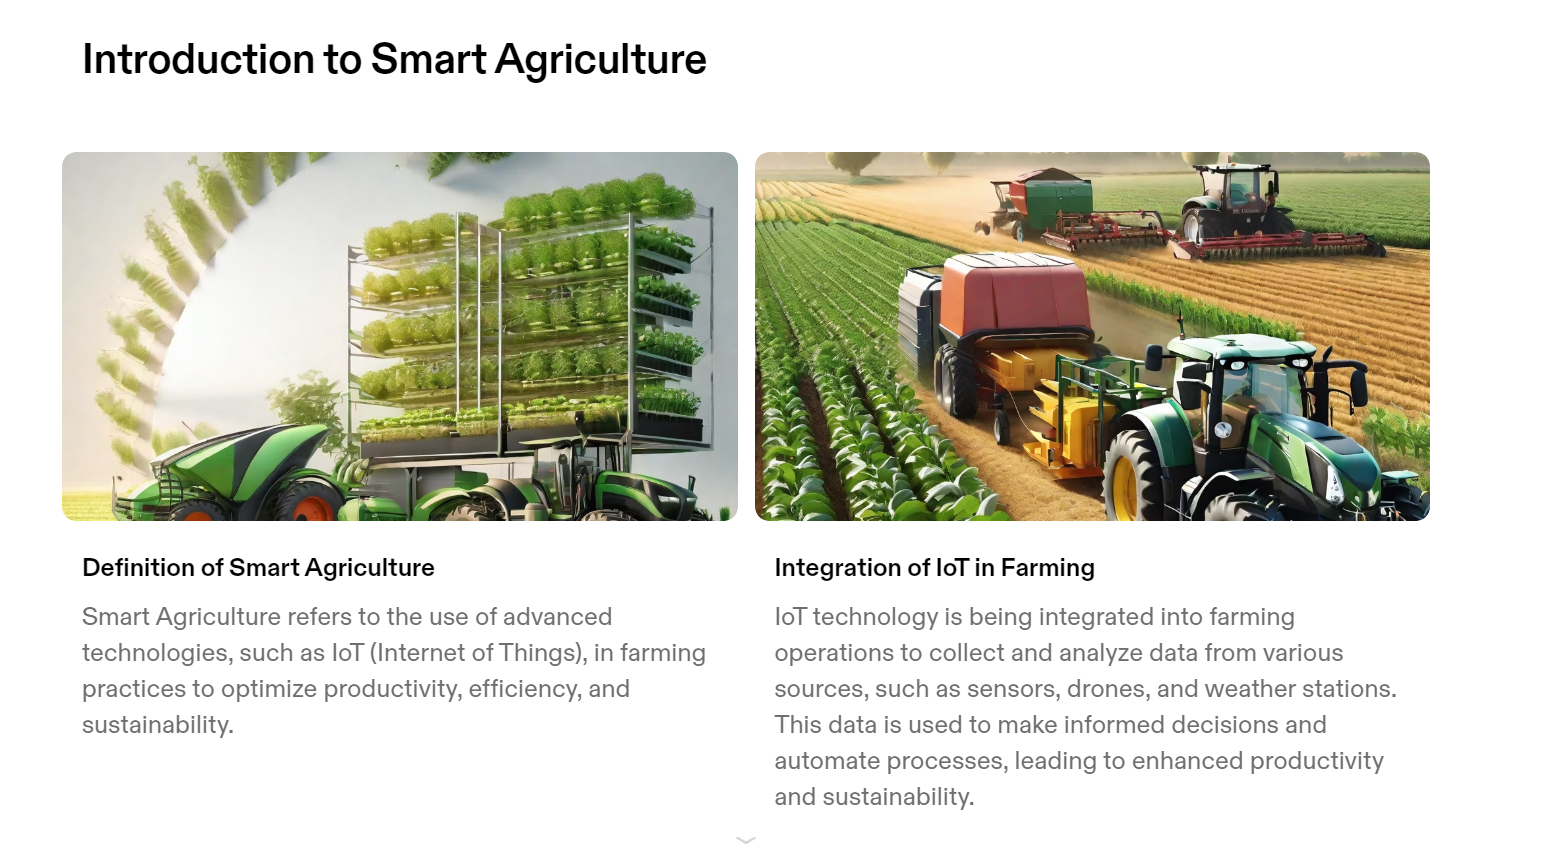 Introduction to Smart Agriculture
Definition of Smart Agriculture
Smart Agriculture refers to the use of advanced
technologies, such as IoT (Internet of Things), in farming
practices to optimize productivity, efficiency, and
sustainability.
Integration of IoT in Farming
IoT technology is being integrated into farming
operations to collect and analyze data from various
sources, such as sensors, drones, and weather stations.
This data is used to make informed decisions and
automate processes, leading to enhanced productivity
and sustainability.